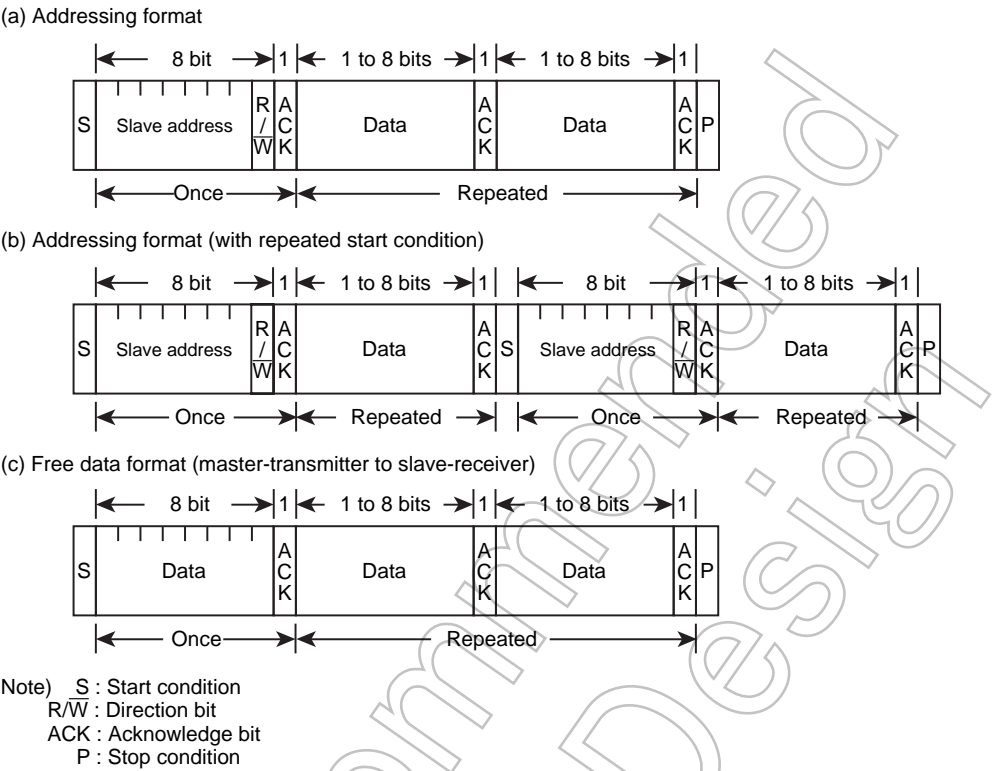 (a) Addressing format
8 bit 1 1 to 8 bits 1 1 to 8 bits 1
S Slave address R/W̅ ACK Data ACK Data ACK P
Once Repeated
(b) Addressing format (with repeated start condition)
8 bit 1 1 to 8 bits 1 8 bit 1 1 to 8 bits 1
S Slave address R/W̅ ACK Data ACK S Slave address R/W̅ ACK Data ACK P
Once Repeated Once Repeated
(c) Free data format (master-transmitter to slave-receiver)
8 bit 1 1 to 8 bits 1 1 to 8 bits 1
S Data ACK Data ACK Data ACK P
Once Repeated
Note) S : Start condition
R/W̅ : Direction bit
ACK : Acknowledge bit
P : Stop condition
Design